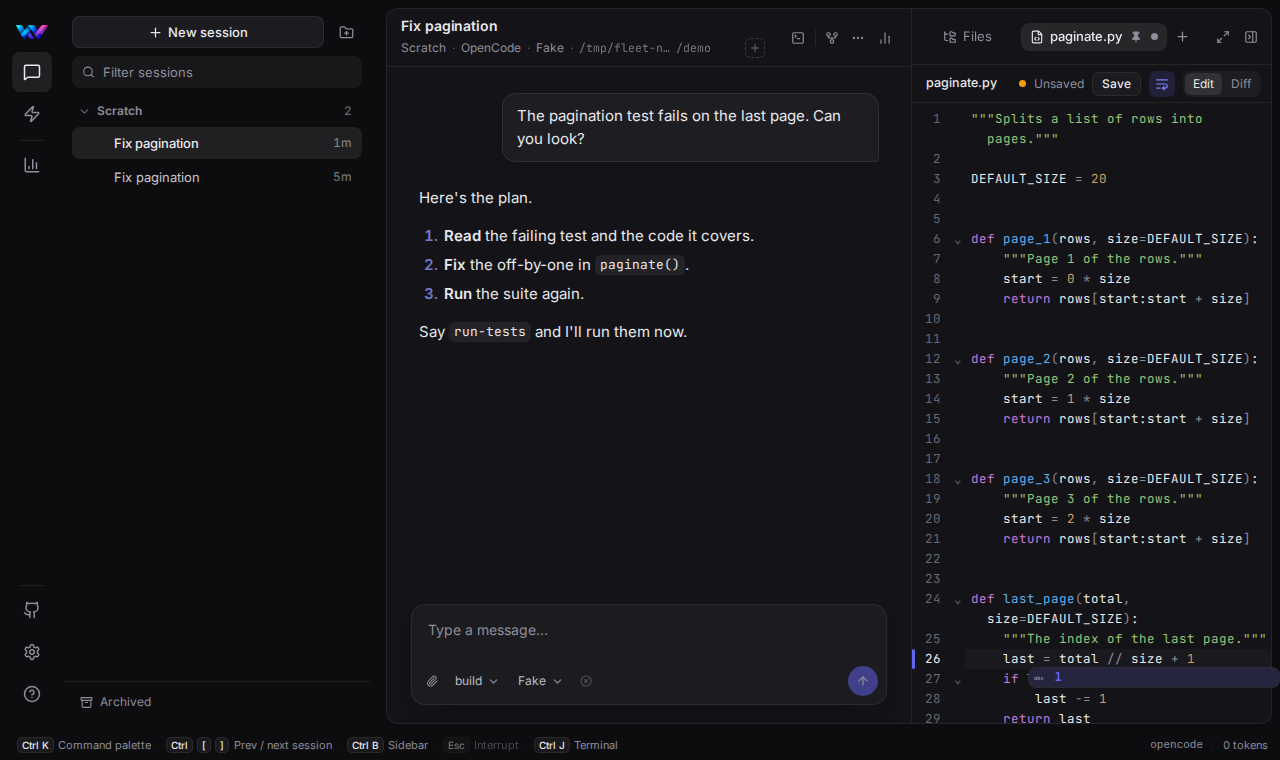 New session
Filter sessions
Scratch 2
Fix pagination 1m
Fix pagination 5m
Archived
Fix pagination
Scratch · OpenCode · Fake · /tmp/fleet-n… /demo
The pagination test fails on the last page. Can
you look?
Here's the plan.
1. Read the failing test and the code it covers.
2. Fix the off-by-one in paginate().
3. Run the suite again.
Say run-tests and I'll run them now.
Type a message...
build Fake
Files paginate.py
paginate.py Unsaved Save Edit Diff
1 """Splits a list of rows into
pages."""
2
3 DEFAULT_SIZE = 20
4
5
6 def page_1(rows, size=DEFAULT_SIZE):
7 """Page 1 of the rows."""
8 start = 0 * size
9 return rows[start:start + size]
10
11
12 def page_2(rows, size=DEFAULT_SIZE):
13 """Page 2 of the rows."""
14 start = 1 * size
15 return rows[start:start + size]
16
17
18 def page_3(rows, size=DEFAULT_SIZE):
19 """Page 3 of the rows."""
20 start = 2 * size
21 return rows[start:start + size]
22
23
24 def last_page(total,
size=DEFAULT_SIZE):
25 """The index of the last page."""
26 last = total // size + 1
27 if
abc 1
28 last -= 1
29 return last
Ctrl K Command palette Ctrl [ ] Prev / next session Ctrl B Sidebar Esc Interrupt Ctrl J Terminal opencode 0 tokens